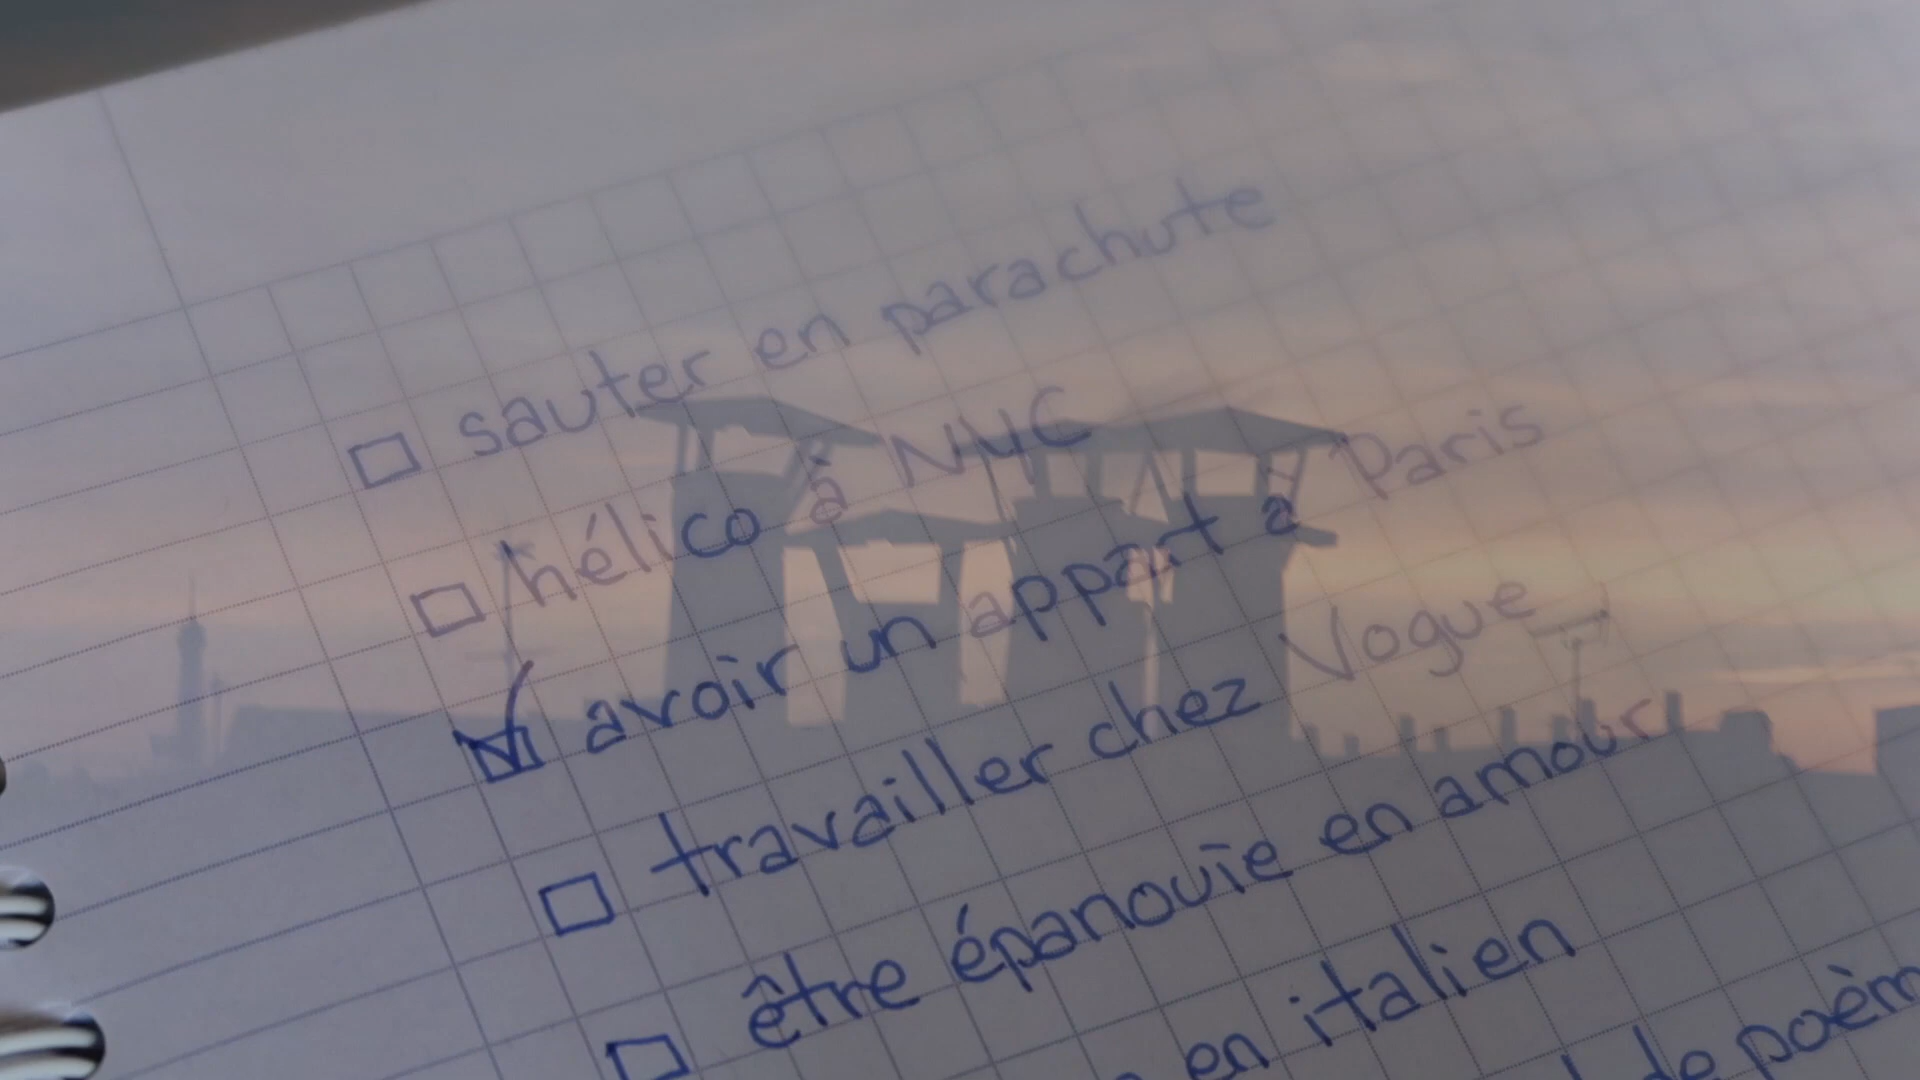 sauter en parachute
hélico à NYC
avoir un appart à Paris
travailler chez Vogue
être épanouie en amour
en italien
de poèm